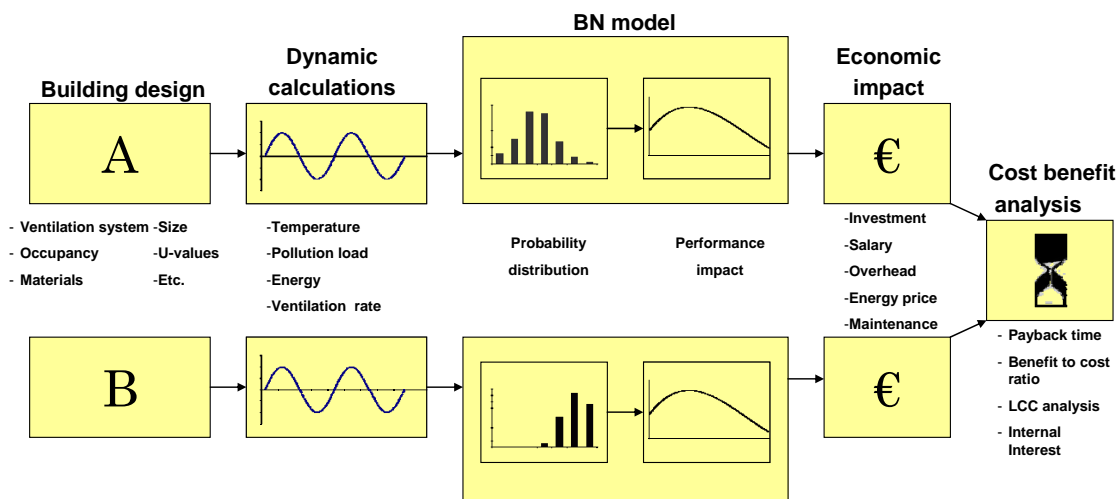 BN model
Dynamic
calculations
Economic
impact
Building design
A
€
Cost benefit
analysis
- Ventilation system
- Occupancy
- Materials
-Size
-U-values
-Etc.
-Temperature
-Pollution load
-Energy
-Ventilation rate
Probability
distribution
Performance
impact
-Investment
-Salary
-Overhead
-Energy price
-Maintenance
B
€
- Payback time
- Benefit to cost
ratio
- LCC analysis
- Internal
Interest